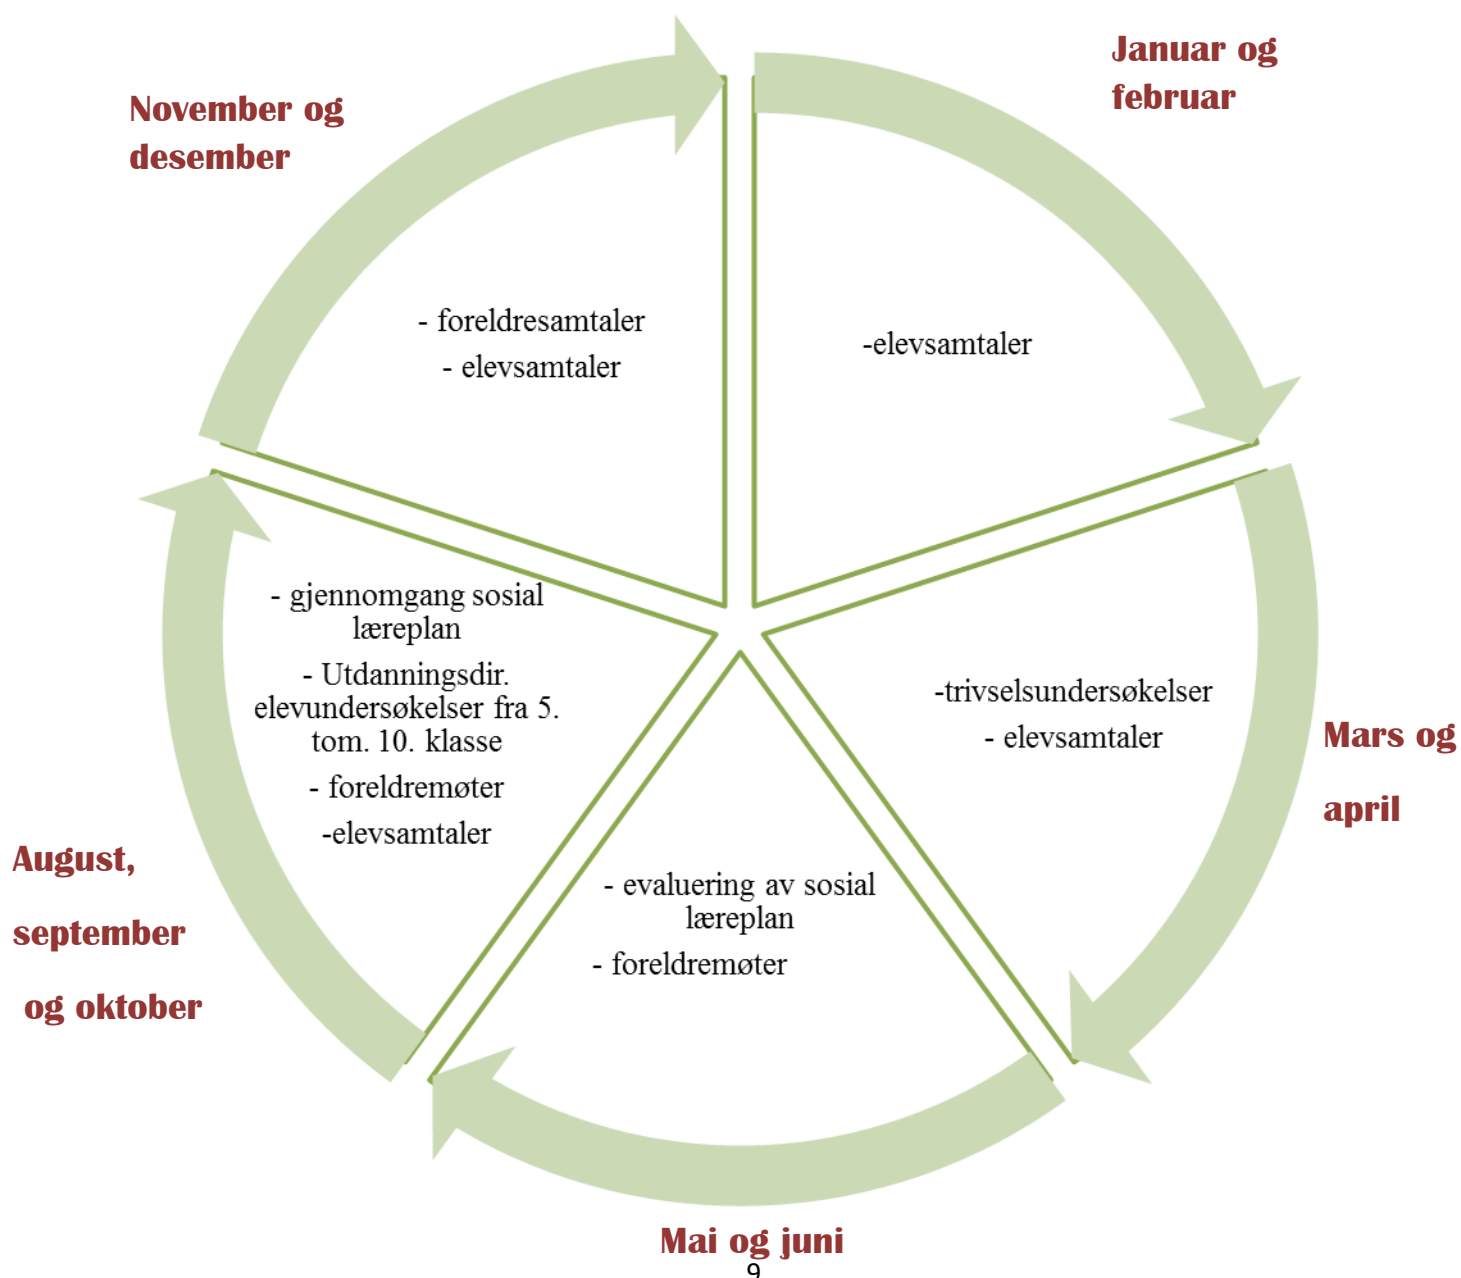 Januar og
februar
-elevsamtaler
Mars og
april
-trivselsundersøkelser
- elevsamtaler
Mai og juni
- evaluering av sosial
læreplan
- foreldremøter
August,
september
og oktober
- gjennomgang sosial
læreplan
- Utdanningsdir.
elevundersøkelser fra 5.
tom. 10. klasse
- foreldremøter
-elevsamtaler
November og
desember
- foreldresamtaler
- elevsamtaler
9